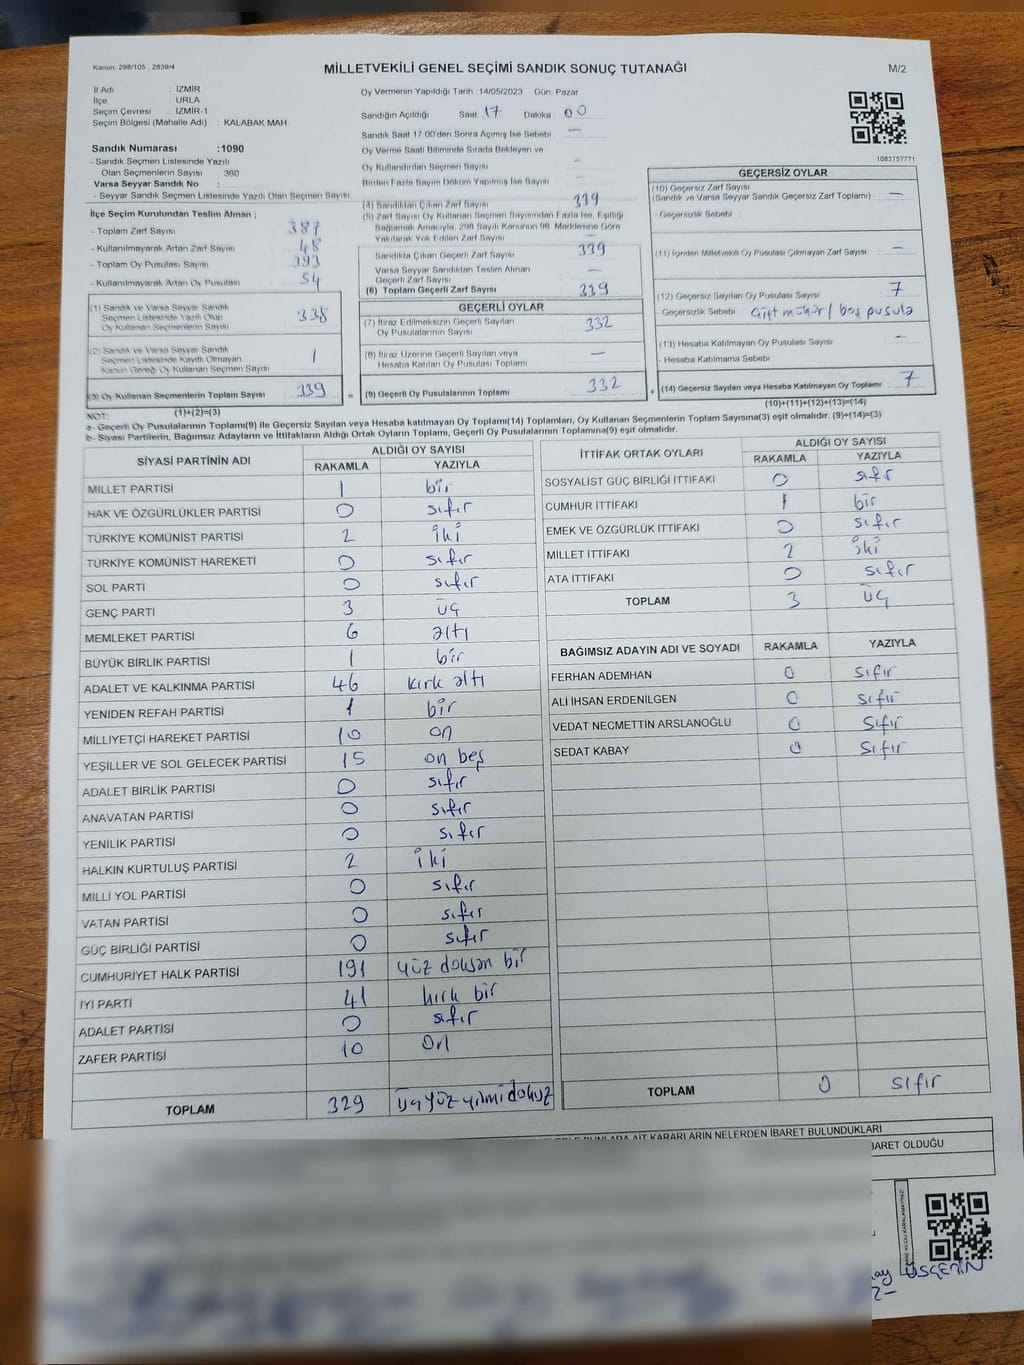 Kanun: 298/105 , 2839/4
MİLLETVEKİLİ GENEL SEÇİMİ SANDIK SONUÇ TUTANAĞI
M/2
İl Adı : İZMİR
İlçe : URLA
Seçim Çevresi : İZMİR-1
Seçim Bölgesi (Mahalle Adı) : KALABAK MAH.
Sandık Numarası :1090
- Sandık Seçmen Listesinde Yazılı
Olan Seçmenlerin Sayısı 360
Varsa Seyyar Sandık No :
- Seyyar Sandık Seçmen Listesinde Yazılı Olan Seçmen Sayısı
Oy Vermenin Yapıldığı Tarih :14/05/2023 Gün: Pazar
Sandığın Açıldığı Saat 17 Dakika : 00
Sandık Saat 17:00'den Sonra Açımış İse Sebebi : —
Oy Verme Saati Bitiminde Sırada Bekleyen ve
Oy Kullandırılan Seçmen Sayısı –
Birden Fazla Sayım Döküm Yapılmış İse Sayısı –
1083757771
İlçe Seçim Kurulundan Teslim Alınan ;
- Toplam Zarf Sayısı 387
- Kullanılmayarak Artan Zarf Sayısı 48
- Toplam Oy Pusulası Sayısı 393
- Kullanılmayarak Artan Oy Pusulası 54
(1) Sandık ve Varsa Seyyar Sandık
Seçmen Listesinde Yazılı Olup
Oy Kullanan Seçmenlerin Sayısı 338
(2) Sandık ve Varsa Seyyar Sandık
Seçmen Listesinde Kayıtlı Olmayan
Kanun Gereği Oy Kullanan Seçmen Sayısı 1
(3) Oy Kullanan Seçmenlerin Toplam Sayısı 339 =
(1)+(2)=(3)
(4) Sandıktan Çıkan Zarf Sayısı 339
(5) Zarf Sayısı Oy Kullanan Seçmen Sayısından Fazla İse, Eşitliği
Sağlamak Amacıyla, 298 Sayılı Kanunun 98. Maddesine Göre
Yakılarak Yok Edilen Zarf Sayısı –
Sandıkta Çıkan Geçerli Zarf Sayısı 339
Varsa Seyyar Sandıktan Teslim Alınan
Geçerli Zarf Sayısı —
(6) Toplam Geçerli Zarf Sayısı 339
GEÇERLİ OYLAR
(7) İtiraz Edilmeksizin Geçerli Sayılan
Oy Pusulalarının Sayısı 332
(8) İtiraz Üzerine Geçerli Sayılan veya
Hesaba Katılan Oy Pusulası Toplamı —
(9) Geçerli Oy Pusulalarının Toplamı 332 +
GEÇERSİZ OYLAR
(10) Geçersiz Zarf Sayısı
(Sandık ve Varsa Seyyar Sandık Geçersiz Zarf Toplamı) : —
- Geçersizlik Sebebi :
(11) İçinden Milletvekili Oy Pusulası Çıkmayan Zarf Sayısı —
(12) Geçersiz Sayılan Oy Pusulası Sayısı 7
- Geçersizlik Sebebi : Çift mühür/ boş pusula
(13) Hesaba Katılmayan Oy Pusulası Sayısı –
- Hesaba Katılmama Sebebi :
(14) Geçersiz Sayılan veya Hesaba Katılmayan Oy Toplamı 7
(10)+(11)+(12)+(13)=(14)
NOT:
a- Geçerli Oy Pusulalarının Toplamı(9) ile Geçersiz Sayılan veya Hesaba katılmayan Oy Toplamı(14) Toplamları, Oy Kullanan Seçmenlerin Toplam Sayısına(3) eşit olmalıdır. (9)+(14)=(3)
b- Siyasi Partilerin, Bağımsız Adayların ve İttifakların Aldığı Ortak Oyların Toplamı, Geçerli Oy Pusulalarının Toplamına(9) eşit olmalıdır.
SİYASİ PARTİNİN ADI
ALDIĞI OY SAYISI
RAKAMLA YAZIYLA
MİLLET PARTİSİ 1 bir
HAK VE ÖZGÜRLÜKLER PARTİSİ 0 sıfır
TÜRKİYE KOMÜNİST PARTİSİ 2 iki
TÜRKİYE KOMÜNİST HAREKETİ 0 sıfır
SOL PARTİ 0 sıfır
GENÇ PARTİ 3 üç
MEMLEKET PARTİSİ 6 altı
BÜYÜK BİRLİK PARTİSİ 1 bir
ADALET VE KALKINMA PARTİSİ 46 kırk altı
YENİDEN REFAH PARTİSİ 1 bir
MİLLİYETÇİ HAREKET PARTİSİ 10 on
YEŞİLLER VE SOL GELECEK PARTİSİ 15 on beş
ADALET BİRLİK PARTİSİ 0 sıfır
ANAVATAN PARTİSİ 0 sıfır
YENİLİK PARTİSİ 0 sıfır
HALKIN KURTULUŞ PARTİSİ 2 iki
MİLLİ YOL PARTİSİ 0 sıfır
VATAN PARTİSİ 0 sıfır
GÜÇ BİRLİĞİ PARTİSİ 0 sıfır
CUMHURİYET HALK PARTİSİ 191 yüz doksan bir
İYİ PARTİ 41 kırk bir
ADALET PARTİSİ 0 sıfır
ZAFER PARTİSİ 10 on
TOPLAM 329 üçyüz yirmidokuz
İTTİFAK ORTAK OYLARI
ALDIĞI OY SAYISI
RAKAMLA YAZIYLA
SOSYALİST GÜÇ BİRLİĞİ İTTİFAKI 0 sıfır
CUMHUR İTTİFAKI 1 bir
EMEK VE ÖZGÜRLÜK İTTİFAKI 0 sıfır
MİLLET İTTİFAKI 2 iki
ATA İTTİFAKI 0 sıfır
TOPLAM 3 üç
BAĞIMSIZ ADAYIN ADI VE SOYADI RAKAMLA YAZIYLA
FERHAN ADEMHAN 0 sıfır
ALİ İHSAN ERDENİLGEN 0 sıfır
VEDAT NECMETTİN ARSLANOĞLU 0 sıfır
SEDAT KABAY 0 sıfır
TOPLAM 0 sıfır
KARARLARIN NELERDEN İBARET BULUNDUKLARI
İBARET OLDUĞU